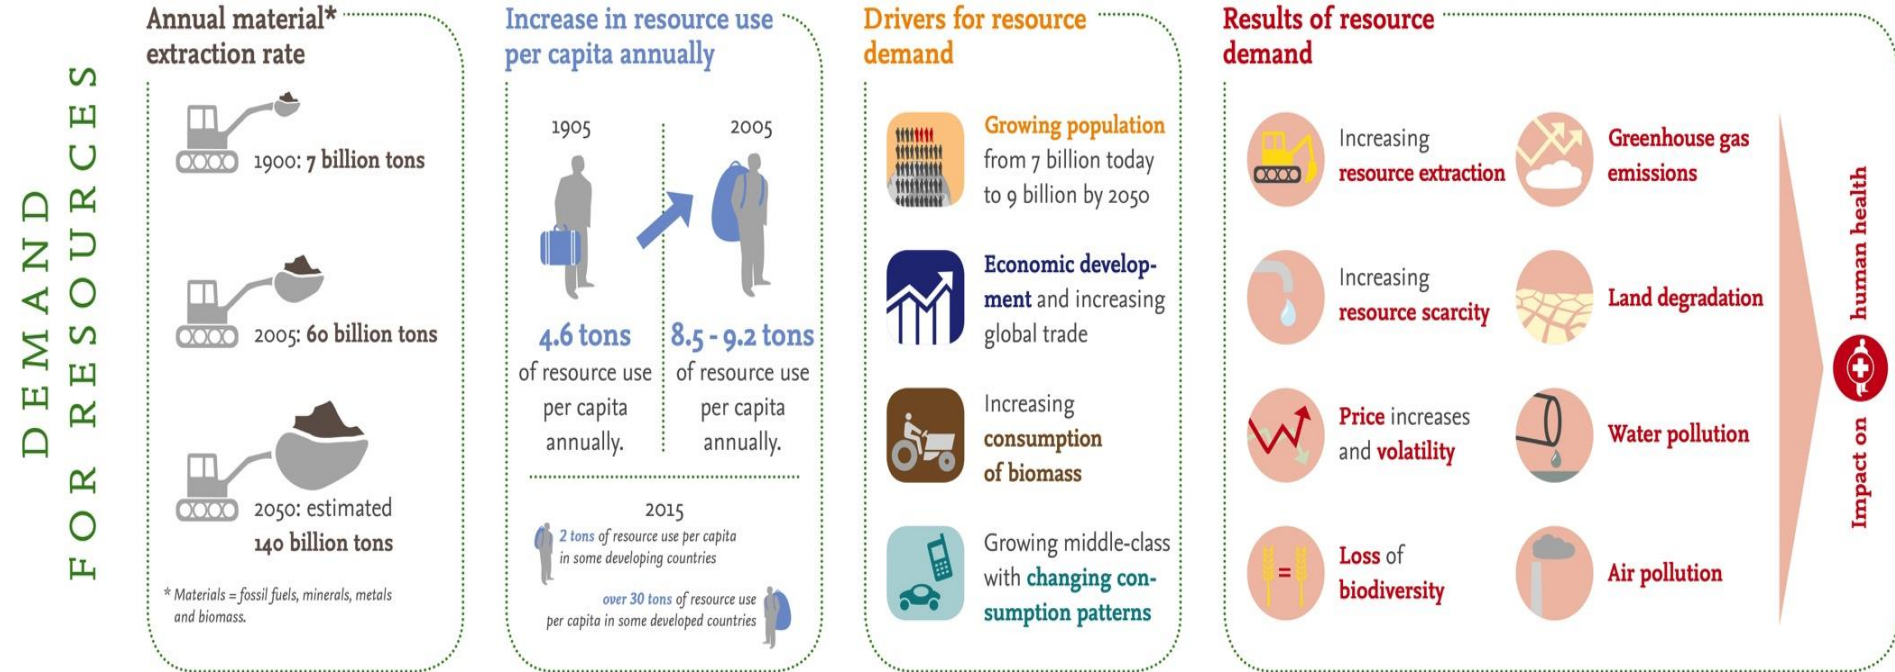 DEMAND
FOR RESOURCES
Annual material*
extraction rate
1900: 7 billion tons
2005: 60 billion tons
2050: estimated
140 billion tons
* Materials = fossil fuels, minerals, metals
and biomass.
Increase in resource use
per capita annually
1905
4.6 tons
of resource use
per capita
annually.
2005
8.5 - 9.2 tons
of resource use
per capita
annually.
2015
2 tons of resource use per capita
in some developing countries
over 30 tons of resource use
per capita in some developed countries
Drivers for resource
demand
Growing population
from 7 billion today
to 9 billion by 2050
Economic develop-
ment and increasing
global trade
Increasing
consumption
of biomass
Growing middle-class
with changing con-
sumption patterns
Results of resource
demand
Increasing
resource extraction
Increasing
resource scarcity
Price increases
and volatility
Loss of
biodiversity
Greenhouse gas
emissions
Land degradation
Water pollution
Air pollution
Impact on human health